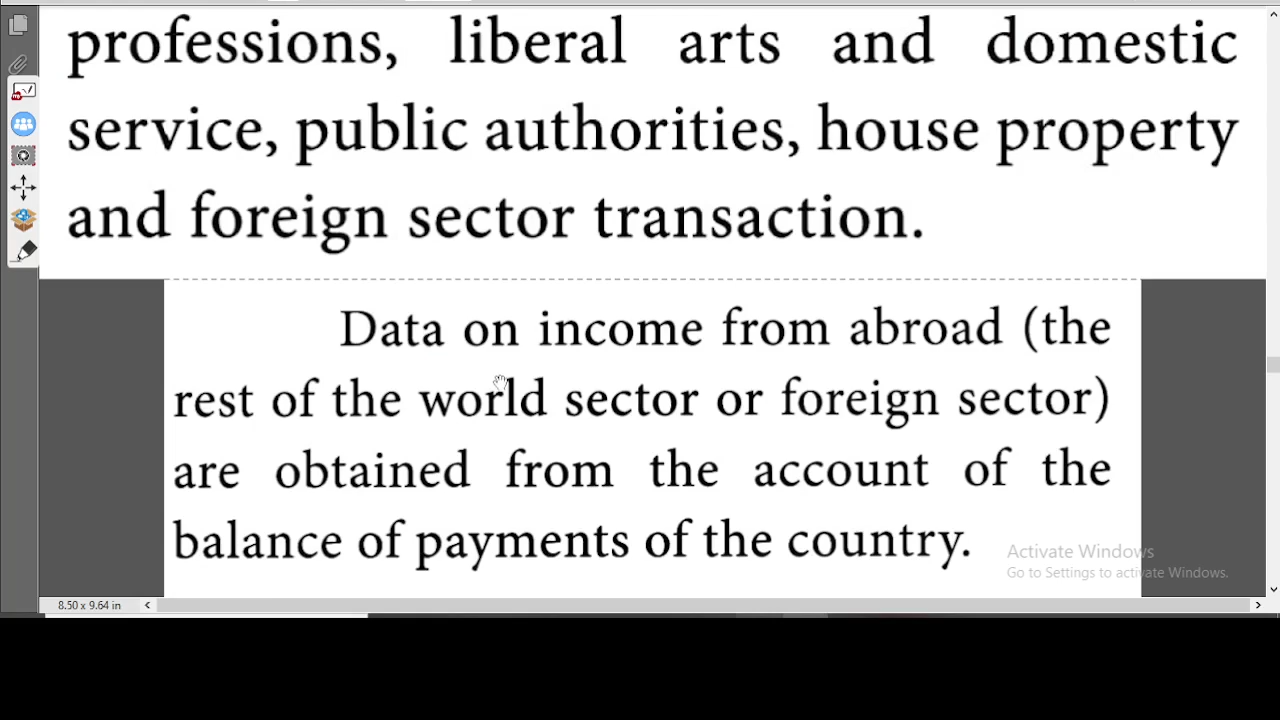 professions, liberal arts and domestic
service, public authorities, house property
and foreign sector transaction.
Data on income from abroad (the
rest of the world sector or foreign sector)
are obtained from the account of the
balance of payments of the country.
Activate Windows
Go to Settings to activate Windows.
8.50 x 9.64 in